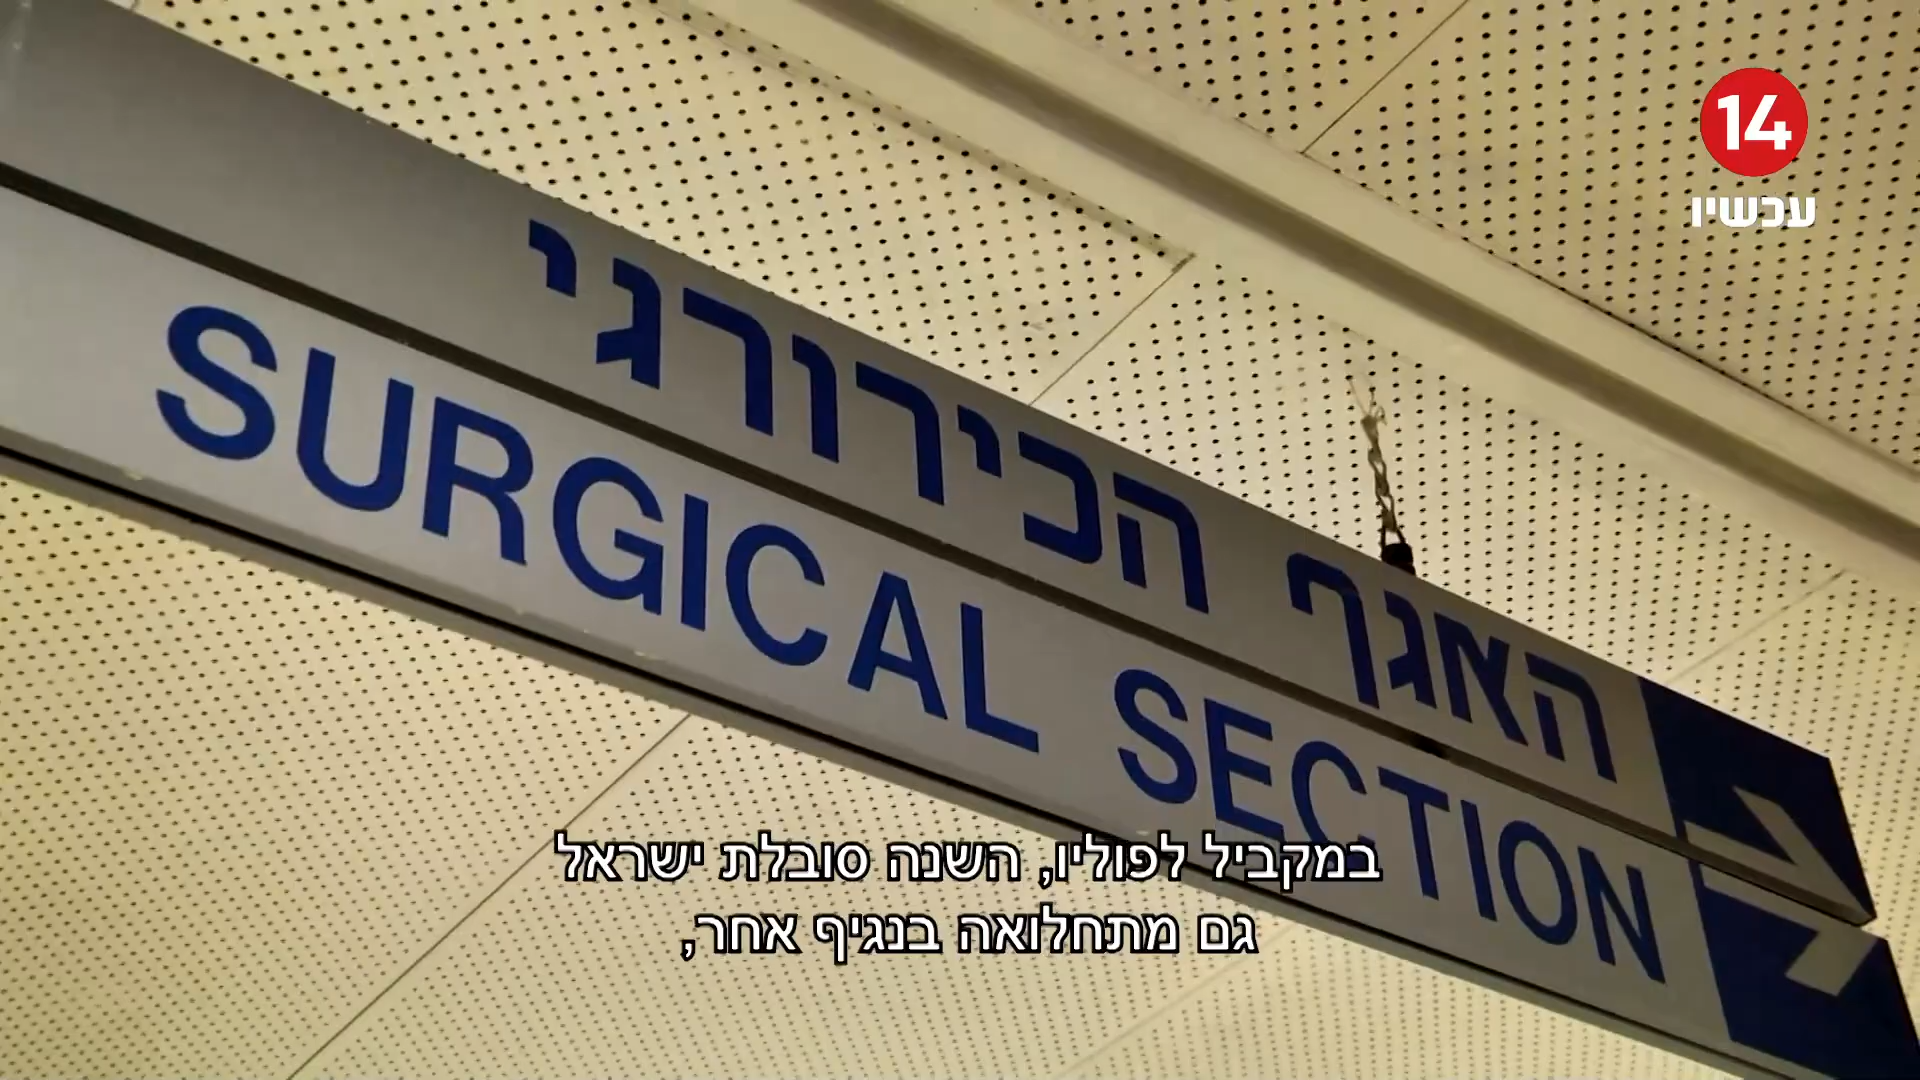 14
עכשיו
האגף הכירורגי
SURGICAL SECTION
במקביל לפוליו, השנה סובלת ישראל
גם מתחלואה בנגיף אחר,